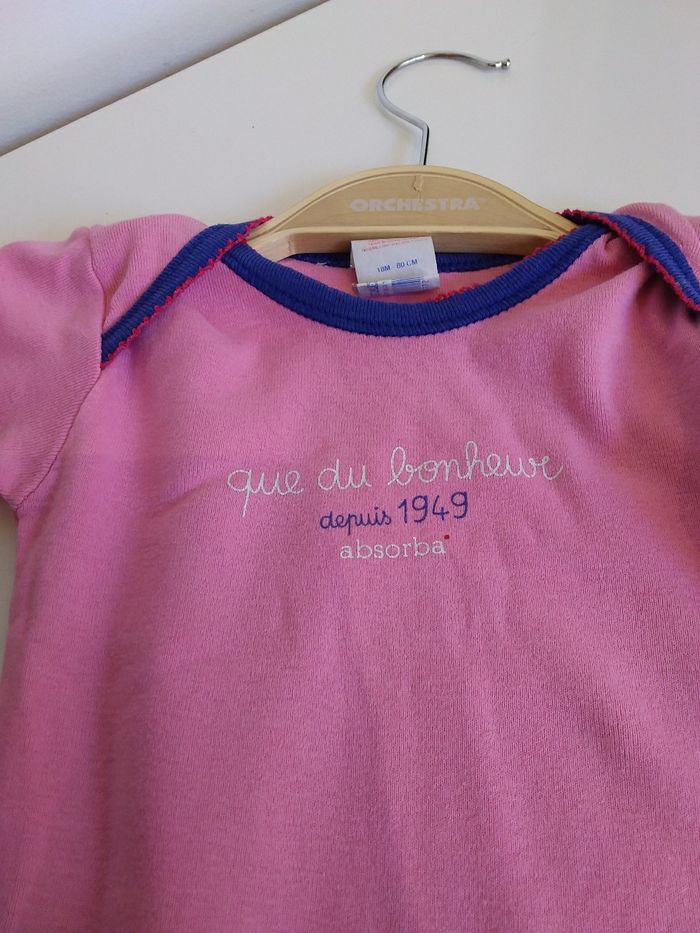 ORCHESTRA
18M - 80 CM
que du bonheur
depuis 1949
absorba